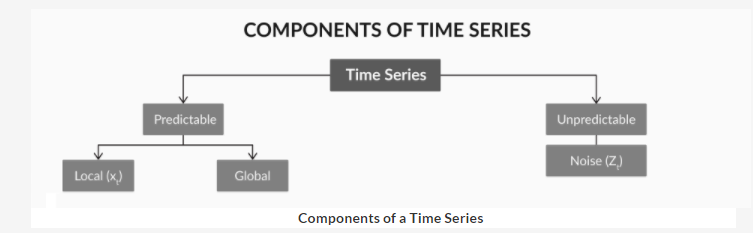 COMPONENTS OF TIME SERIES
Time Series
Predictable
Unpredictable
Local (xₜ)
Global
Noise (Zₜ)
Components of a Time Series